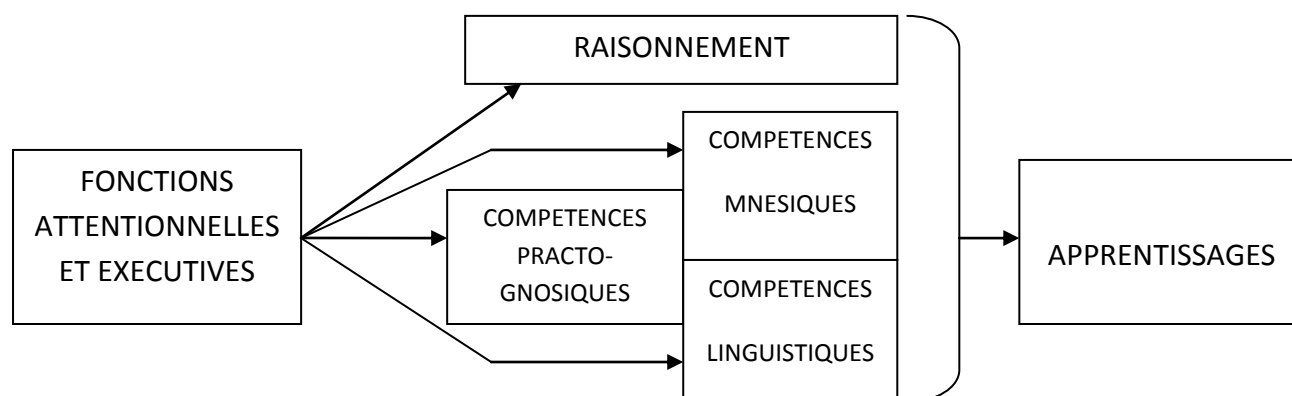 RAISONNEMENT
FONCTIONS
ATTENTIONNELLES
ET EXECUTIVES
COMPETENCES
PRACTO-
GNOSIQUES
COMPETENCES
MNESIQUES
COMPETENCES
LINGUISTIQUES
APPRENTISSAGES